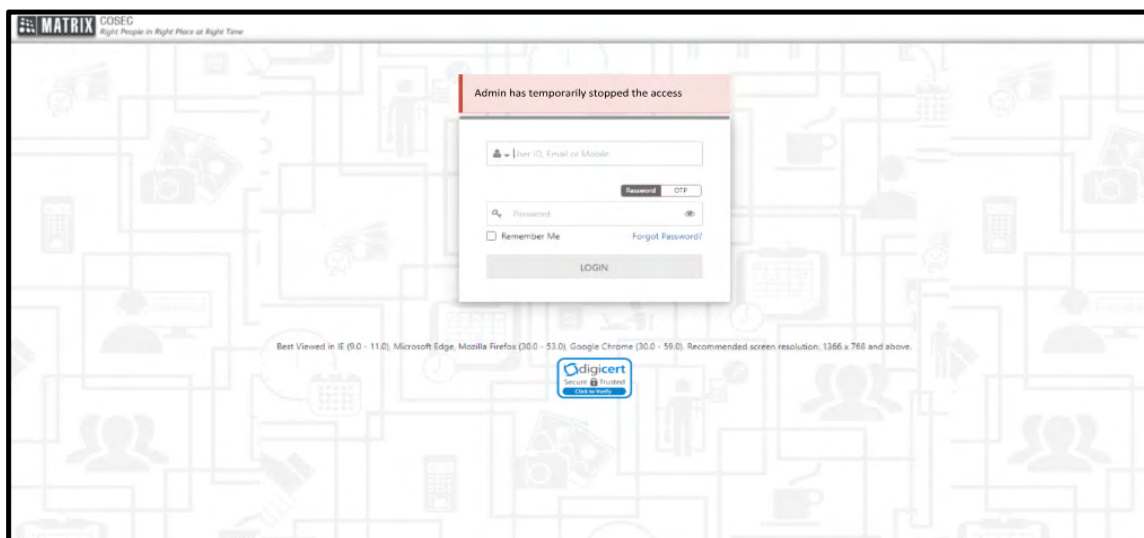 MATRIX COSEC
Right People in Right Place at Right Time
Admin has temporarily stopped the access
User ID, Email or Mobile
Password OTP
Password
Remember Me Forgot Password?
LOGIN
Best Viewed in IE (9.0 - 11.0), Microsoft Edge, Mozilla Firefox (30.0 - 53.0), Google Chrome (30.0 - 59.0). Recommended screen resolution: 1366 x 768 and above.
digicert
Secure Trusted
Click to Verify